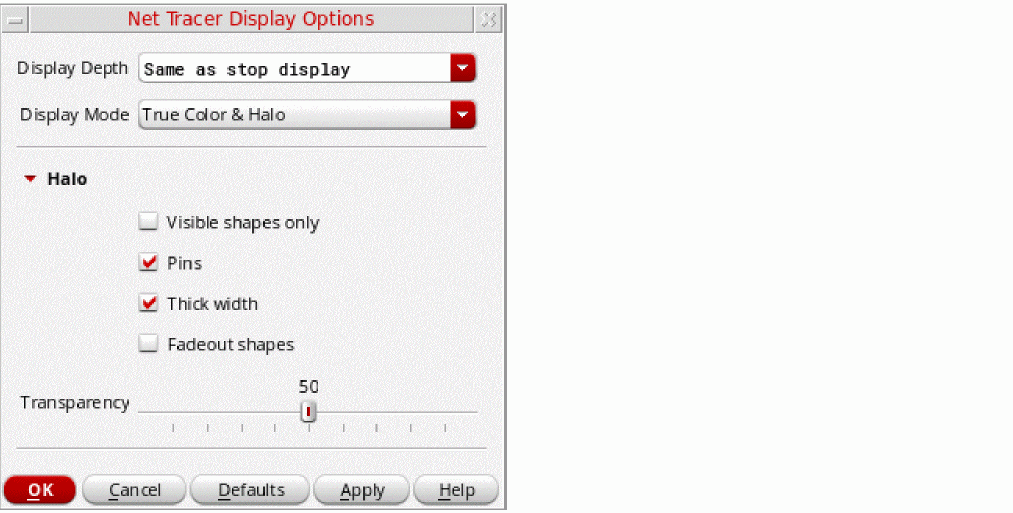 Net Tracer Display Options
Display Depth Same as stop display
Display Mode True Color & Halo
Halo
Visible shapes only
Pins
Thick width
Fadeout shapes
50
Transparency
OK Cancel Defaults Apply Help